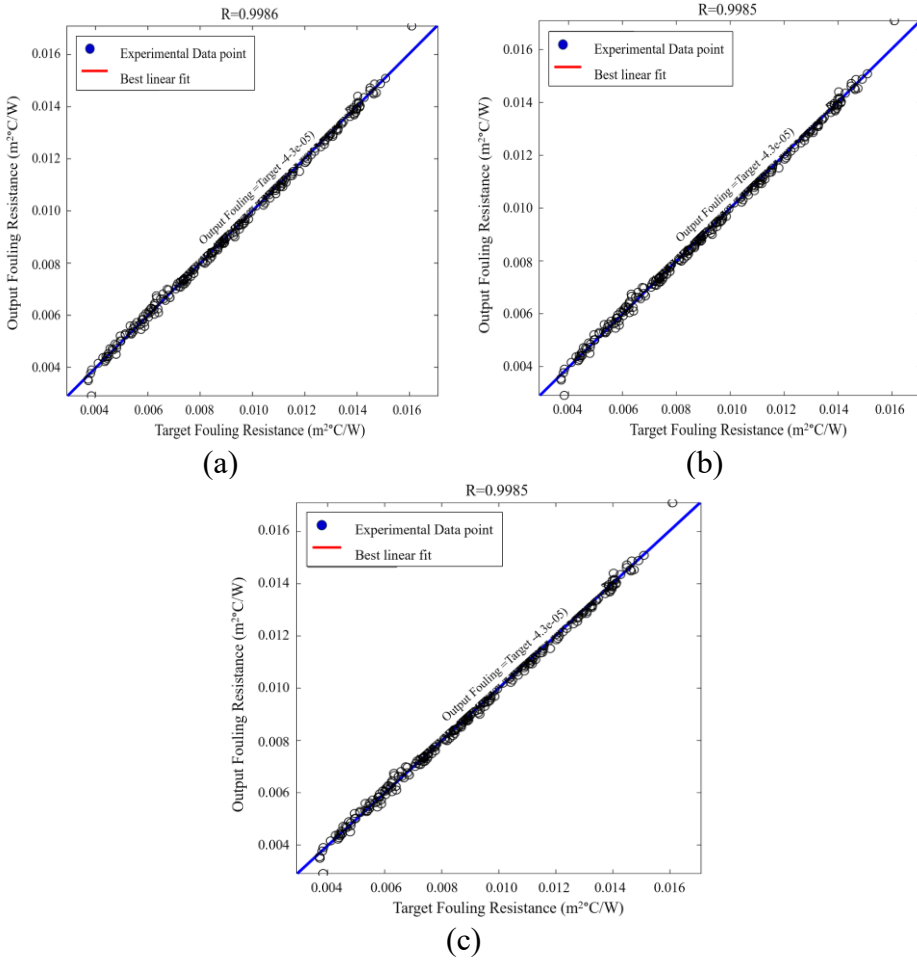 R=0.9986
Experimental Data point
Best linear fit
Output Fouling =Target -4.3e-05)
0.016
0.014
0.012
0.010
0.008
0.006
0.004
Output Fouling Resistance (m²°C/W)
0.004 0.006 0.008 0.010 0.012 0.014 0.016
Target Fouling Resistance (m²°C/W)
(a)
R=0.9985
Experimental Data point
Best linear fit
Output Fouling =Target -4.3e-05)
0.016
0.014
0.012
0.010
0.008
0.006
0.004
Output Fouling Resistance (m²°C/W)
0.004 0.006 0.008 0.010 0.012 0.014 0.016
Target Fouling Resistance (m²°C/W)
(b)
R=0.9985
Experimental Data point
Best linear fit
Output Fouling =Target -4.3e-05)
0.016
0.014
0.012
0.010
0.008
0.006
0.004
Output Fouling Resistance (m²°C/W)
0.004 0.006 0.008 0.010 0.012 0.014 0.016
Target Fouling Resistance (m²°C/W)
(c)